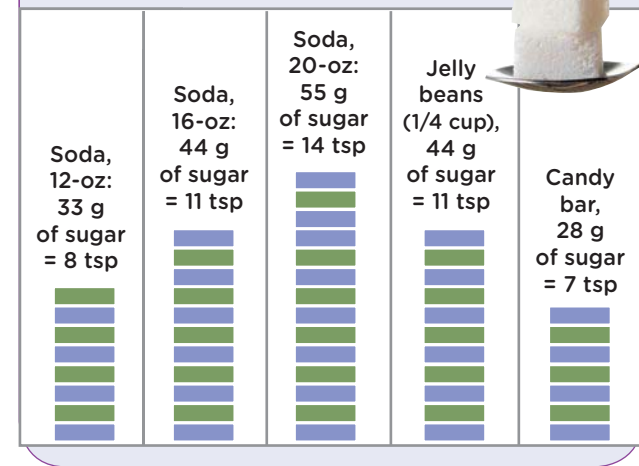 Soda,
12-oz:
33 g
of sugar
= 8 tsp
Soda,
16-oz:
44 g
of sugar
= 11 tsp
Soda,
20-oz:
55 g
of sugar
= 14 tsp
Jelly
beans
(1/4 cup),
44 g
of sugar
= 11 tsp
Candy
bar,
28 g
of sugar
= 7 tsp